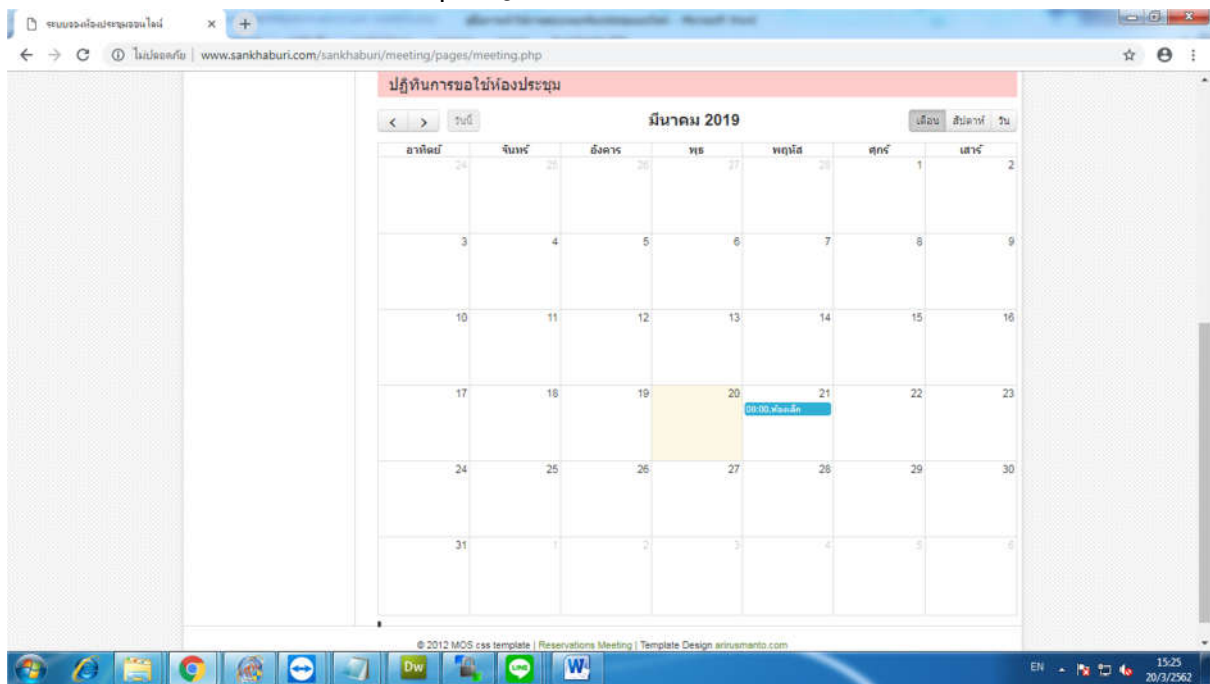 ระบบจองห้องประชุมออนไลน์
ไม่ปลอดภัย | www.sankhaburi.com/sankhaburi/meeting/pages/meeting.php
ปฏิทินการขอใช้ห้องประชุม
วันนี้ มีนาคม 2019 เดือน สัปดาห์ วัน
อาทิตย์ จันทร์ อังคาร พุธ พฤหัส ศุกร์ เสาร์
24 25 26 27 28 1 2
3 4 5 6 7 8 9
10 11 12 13 14 15 16
17 18 19 20 21 22 23
08:00:ห้องเล็ก
24 25 26 27 28 29 30
31 1 2 3 4 5 6
© 2012 MOS css template | Reservations Meeting | Template Design arirusmanto.com
Dw LINE W
EN 15:25
20/3/2562